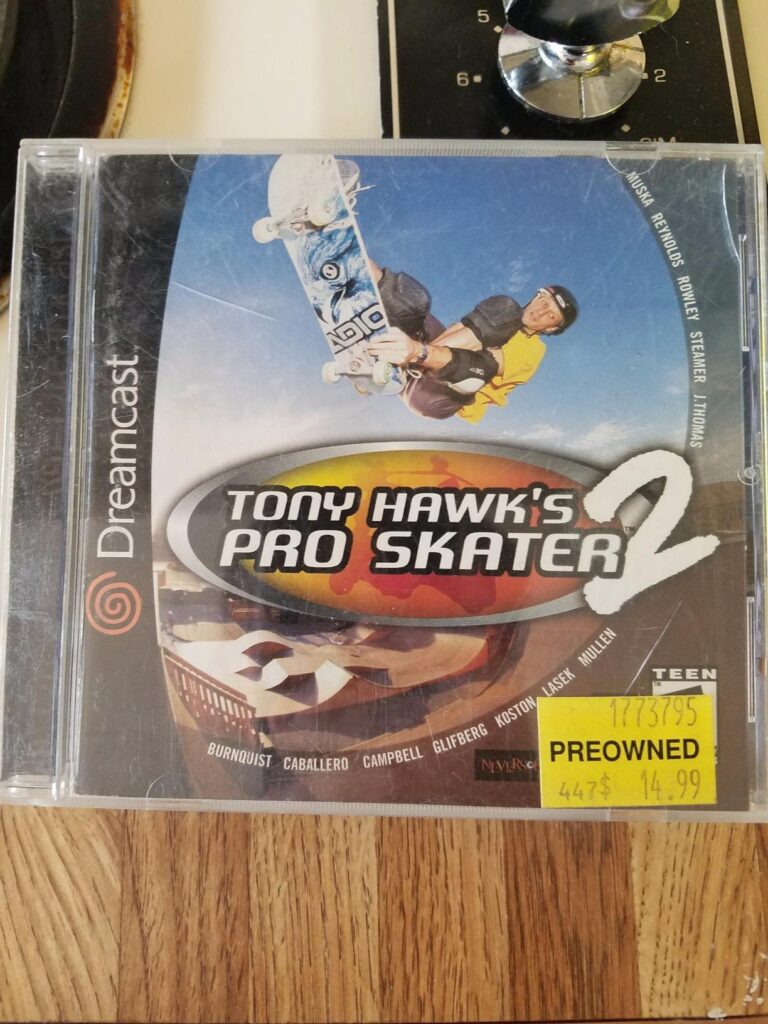 5
6
2
MUSKA REYNOLDS ROWLEY STEAMER J.THOMAS
Dreamcast
TONY HAWK'S
PRO SKATER 2
BURNQUIST CABALLERO CAMPBELL GLIFBERG KOSTON LASEK MULLEN
TEEN
1773795
PREOWNED
447$ 14.99